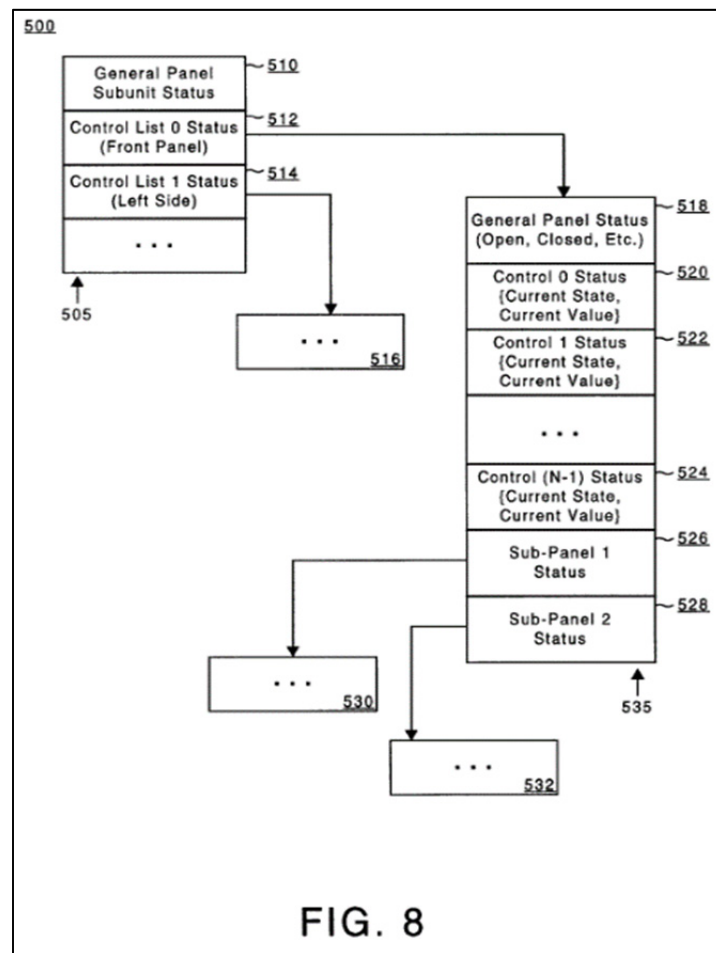 500
General Panel
Subunit Status
510
Control List 0 Status
(Front Panel)
512
Control List 1 Status
(Left Side)
514
. . .
505
. . .
516
General Panel Status
(Open, Closed, Etc.)
518
Control 0 Status
{Current State,
Current Value}
520
Control 1 Status
{Current State,
Current Value}
522
. . .
Control (N-1) Status
{Current State,
Current Value}
524
Sub-Panel 1
Status
526
Sub-Panel 2
Status
528
535
. . .
530
. . .
532
FIG. 8